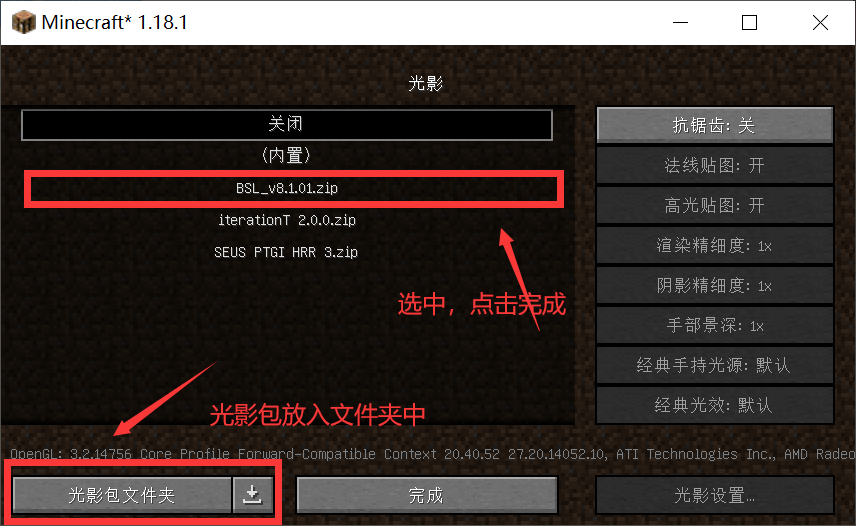 Minecraft* 1.18.1
光影
关闭
(内置)
BSL_v8.1.01.zip
iterationT 2.0.0.zip
SEUS PTGI HRR 3.zip
选中，点击完成
光影包放入文件夹中
抗锯齿: 关
法线贴图: 开
高光贴图: 开
渲染精细度: 1x
阴影精细度: 1x
手部景深: 1x
经典手持光源: 默认
经典光效: 默认
OpenGL: 3.2.14756 Core Profile Forward-Compatible Context 20.40.52 27.20.14052.10, ATI Technologies Inc., AMD Radeo
光影包文件夹
完成
光影设置...